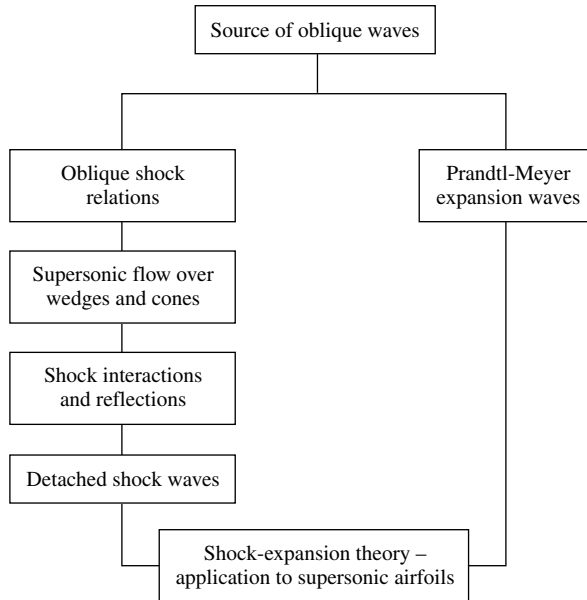 Source of oblique waves
Oblique shock
relations
Prandtl-Meyer
expansion waves
Supersonic flow over
wedges and cones
Shock interactions
and reflections
Detached shock waves
Shock-expansion theory –
application to supersonic airfoils